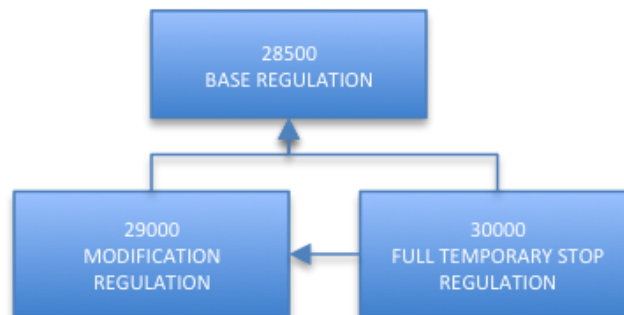 28500
BASE REGULATION
29000
MODIFICATION
REGULATION
30000
FULL TEMPORARY STOP
REGULATION